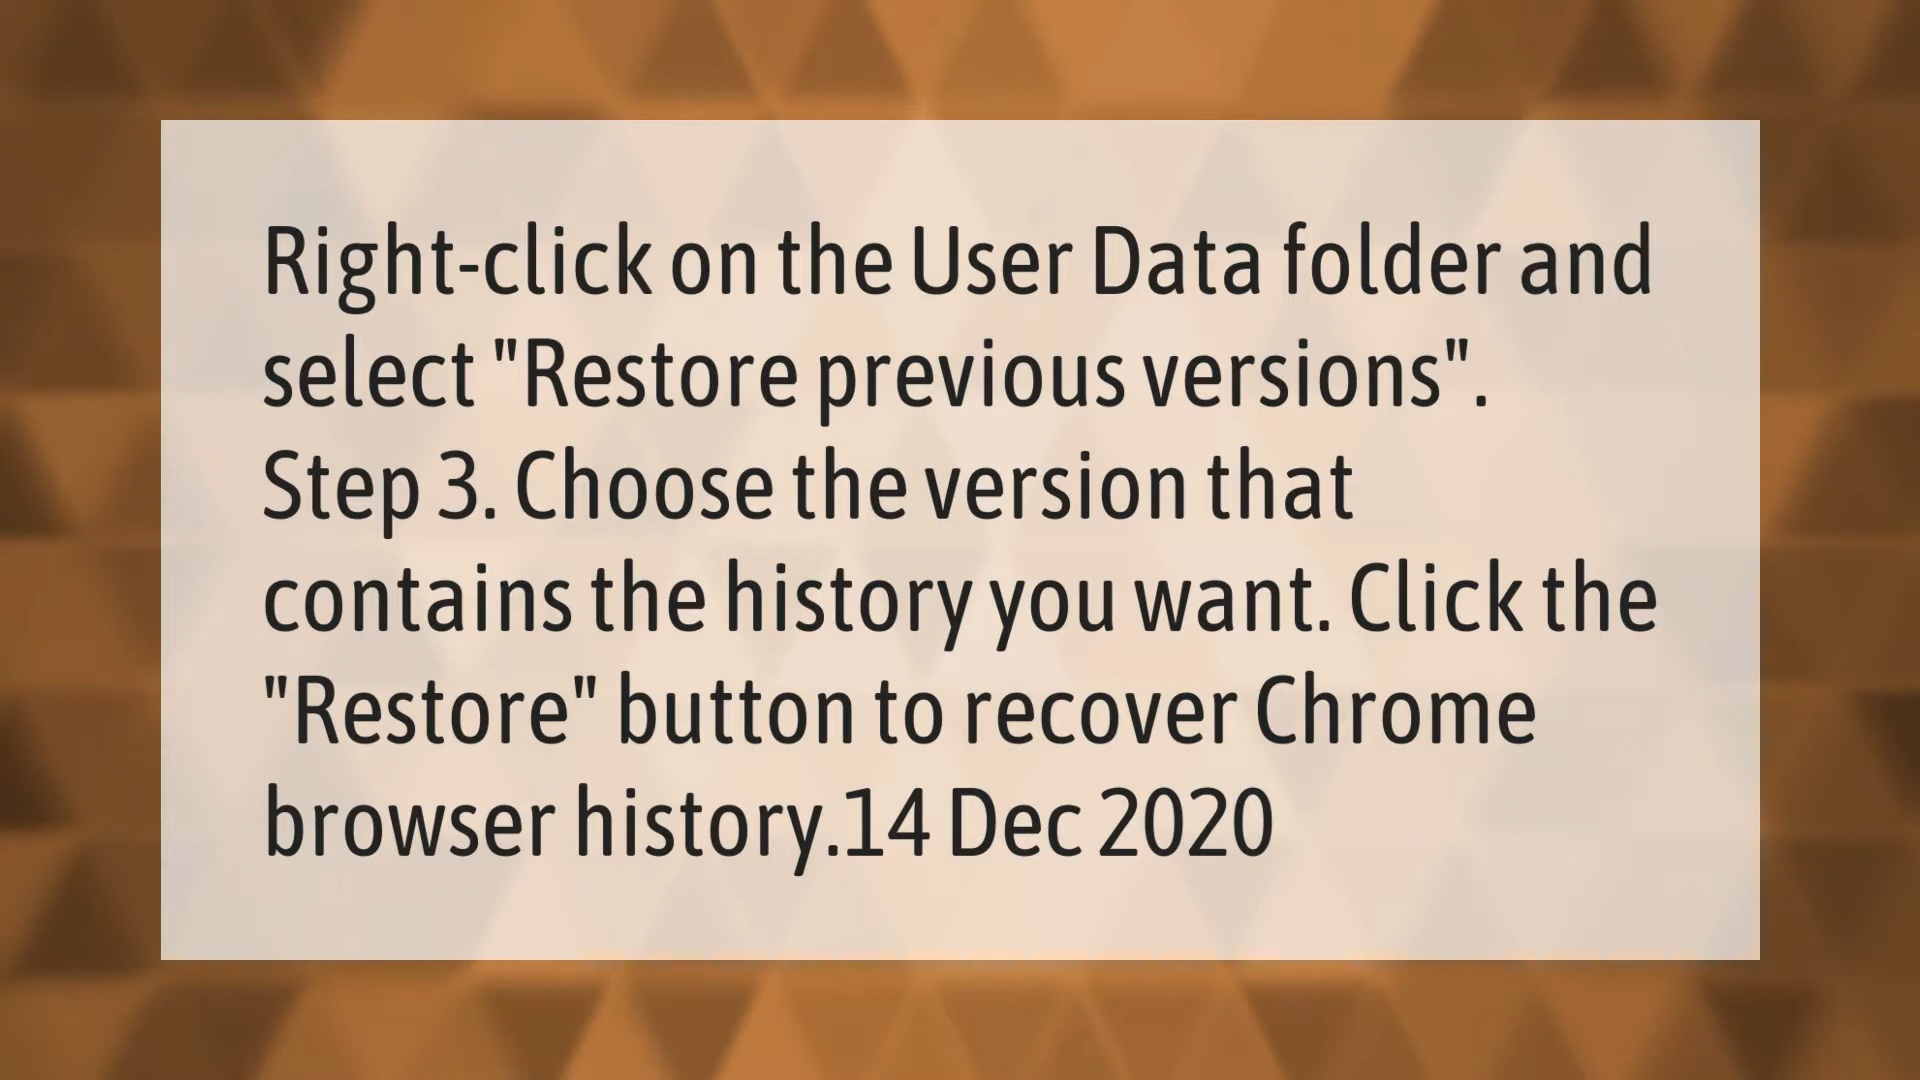 Right-click on the User Data folder and
select "Restore previous versions".
Step 3. Choose the version that
contains the history you want. Click the
"Restore" button to recover Chrome
browser history.14 Dec 2020